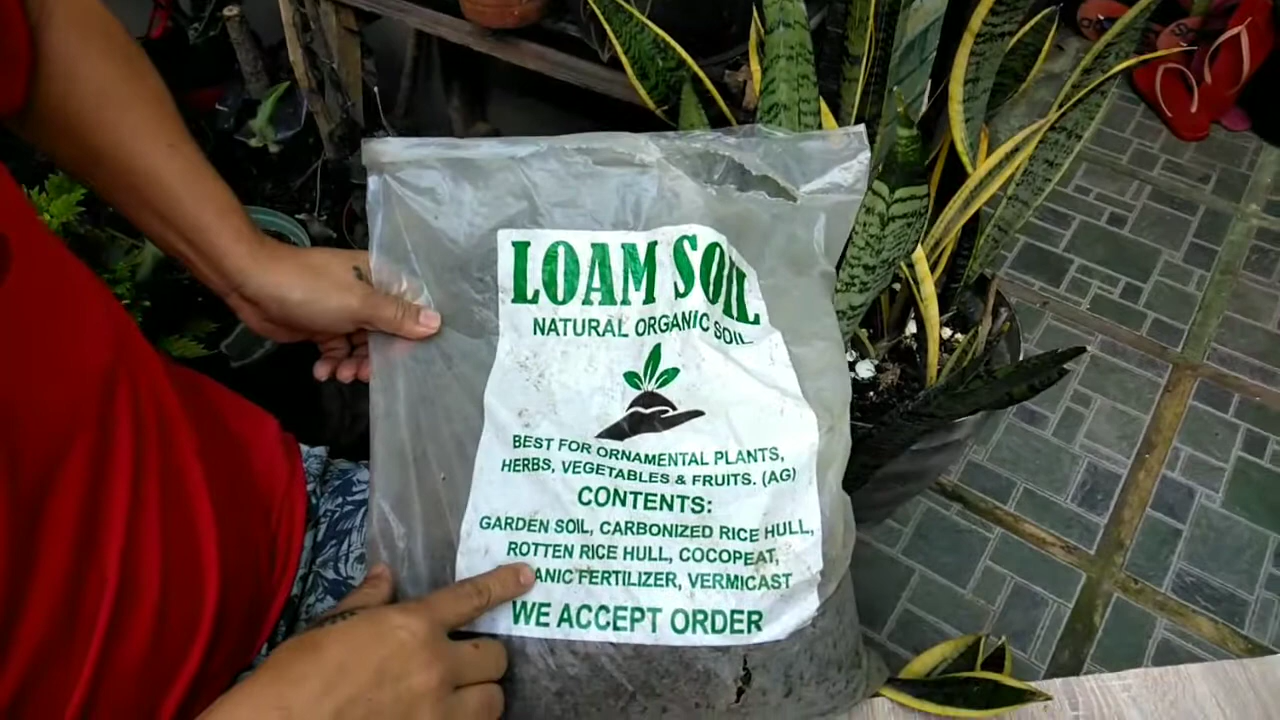 LOAM SOIL
NATURAL ORGANIC SOIL
BEST FOR ORNAMENTAL PLANTS,
HERBS, VEGETABLES & FRUITS. (AG)
CONTENTS:
GARDEN SOIL, CARBONIZED RICE HULL,
ROTTEN RICE HULL, COCOPEAT,
ANIC FERTILIZER, VERMICAST
WE ACCEPT ORDER